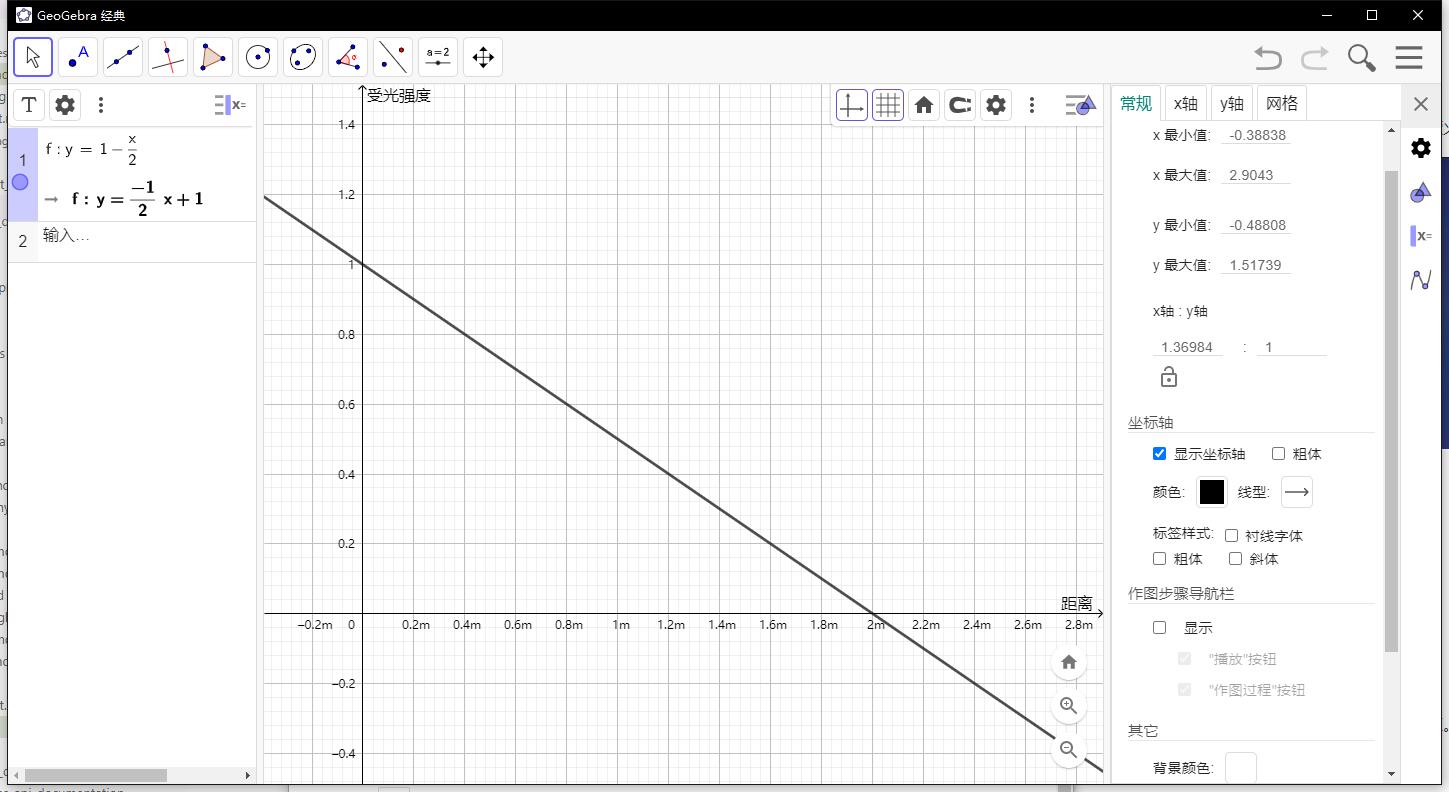 GeoGebra 经典
A
a=2
T
x=
1
f : y = 1 − x/2
→ f : y = −1/2 x + 1
2
输入...
受光强度
1.4
1.2
1
0.8
0.6
0.4
0.2
−0.2
−0.4
距离
−0.2m 0 0.2m 0.4m 0.6m 0.8m 1m 1.2m 1.4m 1.6m 1.8m 2m 2.2m 2.4m 2.6m 2.8m
常规 x轴 y轴 网格
x 最小值: -0.38838
x 最大值: 2.9043
y 最小值: -0.48808
y 最大值: 1.51739
x轴 : y轴
1.36984 : 1
坐标轴
显示坐标轴 粗体
颜色: 线型:
标签样式: 衬线字体
粗体 斜体
作图步骤导航栏
显示
"播放"按钮
"作图过程"按钮
其它
背景颜色:
x=